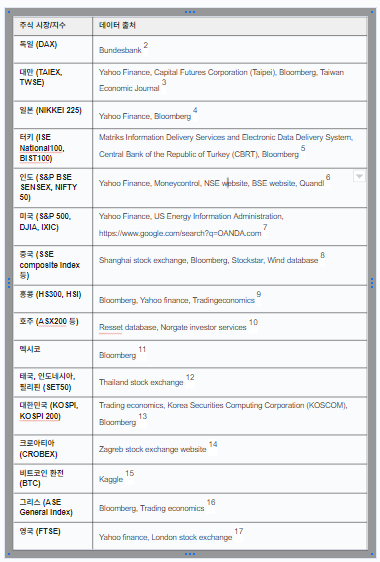 주식 시장/지수
데이터 출처
독일 (DAX)
Bundesbank 2
대만 (TAIEX,
TWSE)
Yahoo Finance, Capital Futures Corporation (Taipei), Bloomberg, Taiwan
Economic Journal 3
일본 (NIKKEI 225)
Yahoo Finance, Bloomberg 4
터키 (ISE
National100,
BIST100)
Matriks Information Delivery Services and Electronic Data Delivery System,
Central Bank of the Republic of Turkey (CBRT), Bloomberg 5
인도 (S&P BSE
SENSEX, NIFTY
50)
Yahoo Finance, Moneycontrol, NSE website, BSE website, Quandl 6
미국 (S&P 500,
DJIA, IXIC)
Yahoo Finance, US Energy Information Administration,
https://www.google.com/search?q=OANDA.com 7
중국 (SSE
composite index
등)
Shanghai stock exchange, Bloomberg, Stockstar, Wind database 8
홍콩 (HS300, HSI)
Bloomberg, Yahoo finance, Tradingeconomics 9
호주 (ASX200 등)
Resset database, Norgate investor services 10
멕시코
Bloomberg 11
태국, 인도네시아,
필리핀 (SET50)
Thailand stock exchange 12
대한민국 (KOSPI,
KOSPI 200)
Trading economics, Korea Securities Computing Corporation (KOSCOM),
Bloomberg 13
크로아티아
(CROBEX)
Zagreb stock exchange website 14
비트코인 환전
(BTC)
Kaggle 15
그리스 (ASE
General Index)
Bloomberg, Trading economics 16
영국 (FTSE)
Yahoo finance, London stock exchange 17